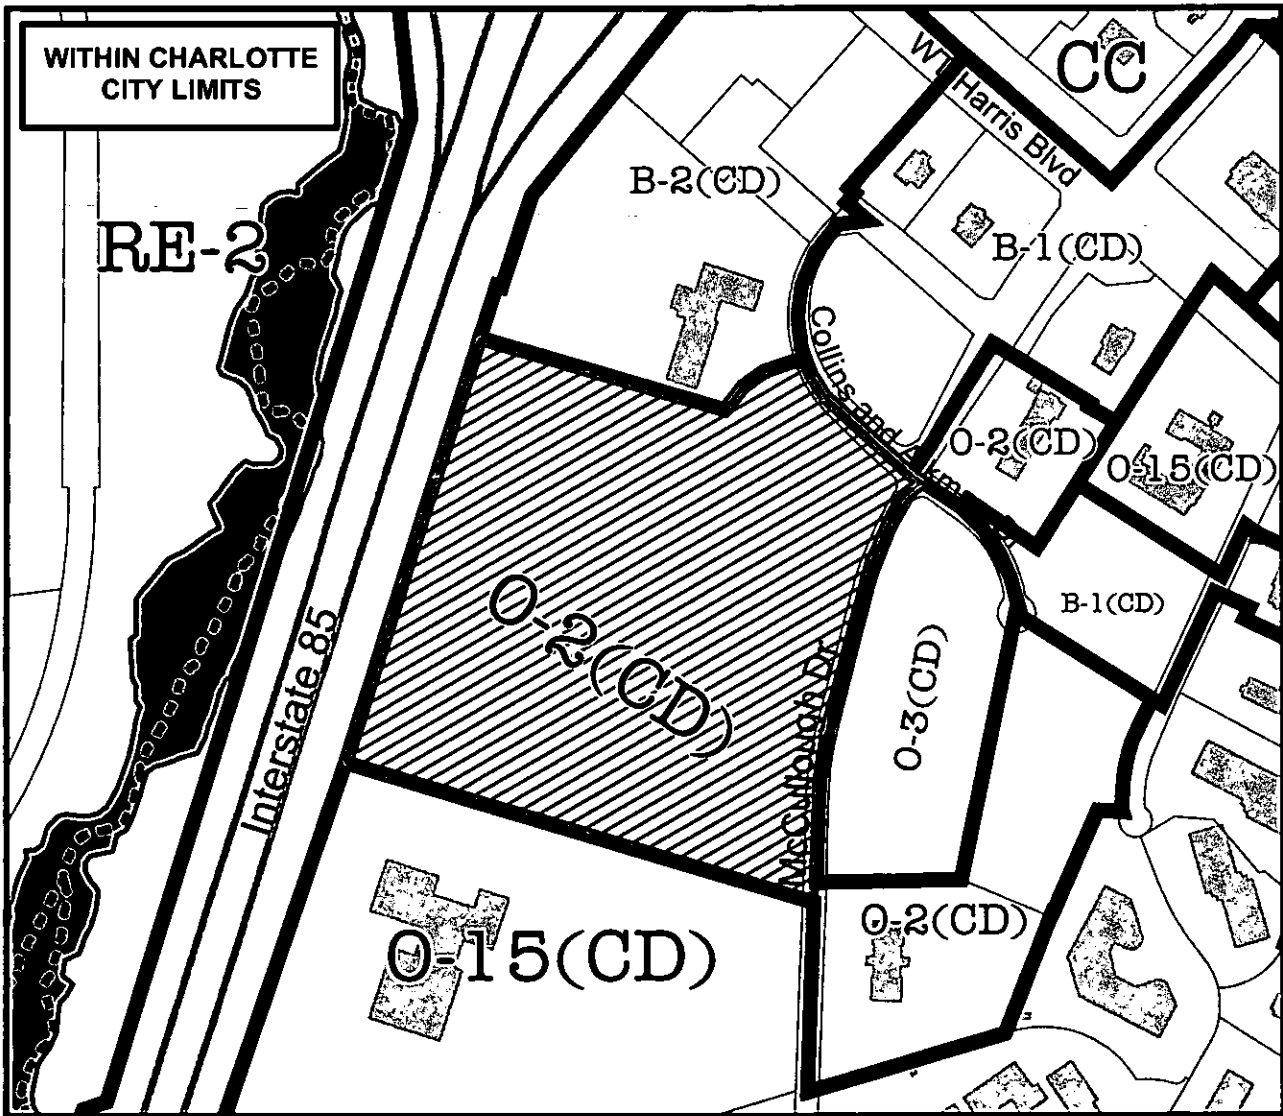 WITHIN CHARLOTTE
CITY LIMITS
CC
WT Harris Blvd
B-2(CD)
RE-2
B-1(CD)
Collins and
O-2(CD)
O-15(CD)
O-2(CD)
B-1(CD)
Interstate 85
McCullough Dr
O-3(CD)
O-2(CD)
O-15(CD)